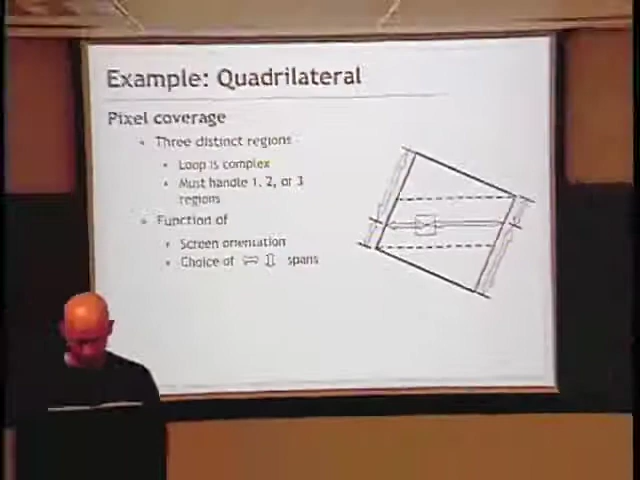 Example: Quadrilateral
Pixel coverage
Three distinct regions
Loop is complex
Must handle 1, 2, or 3
regions
Function of
Screen orientation
Choice of spans